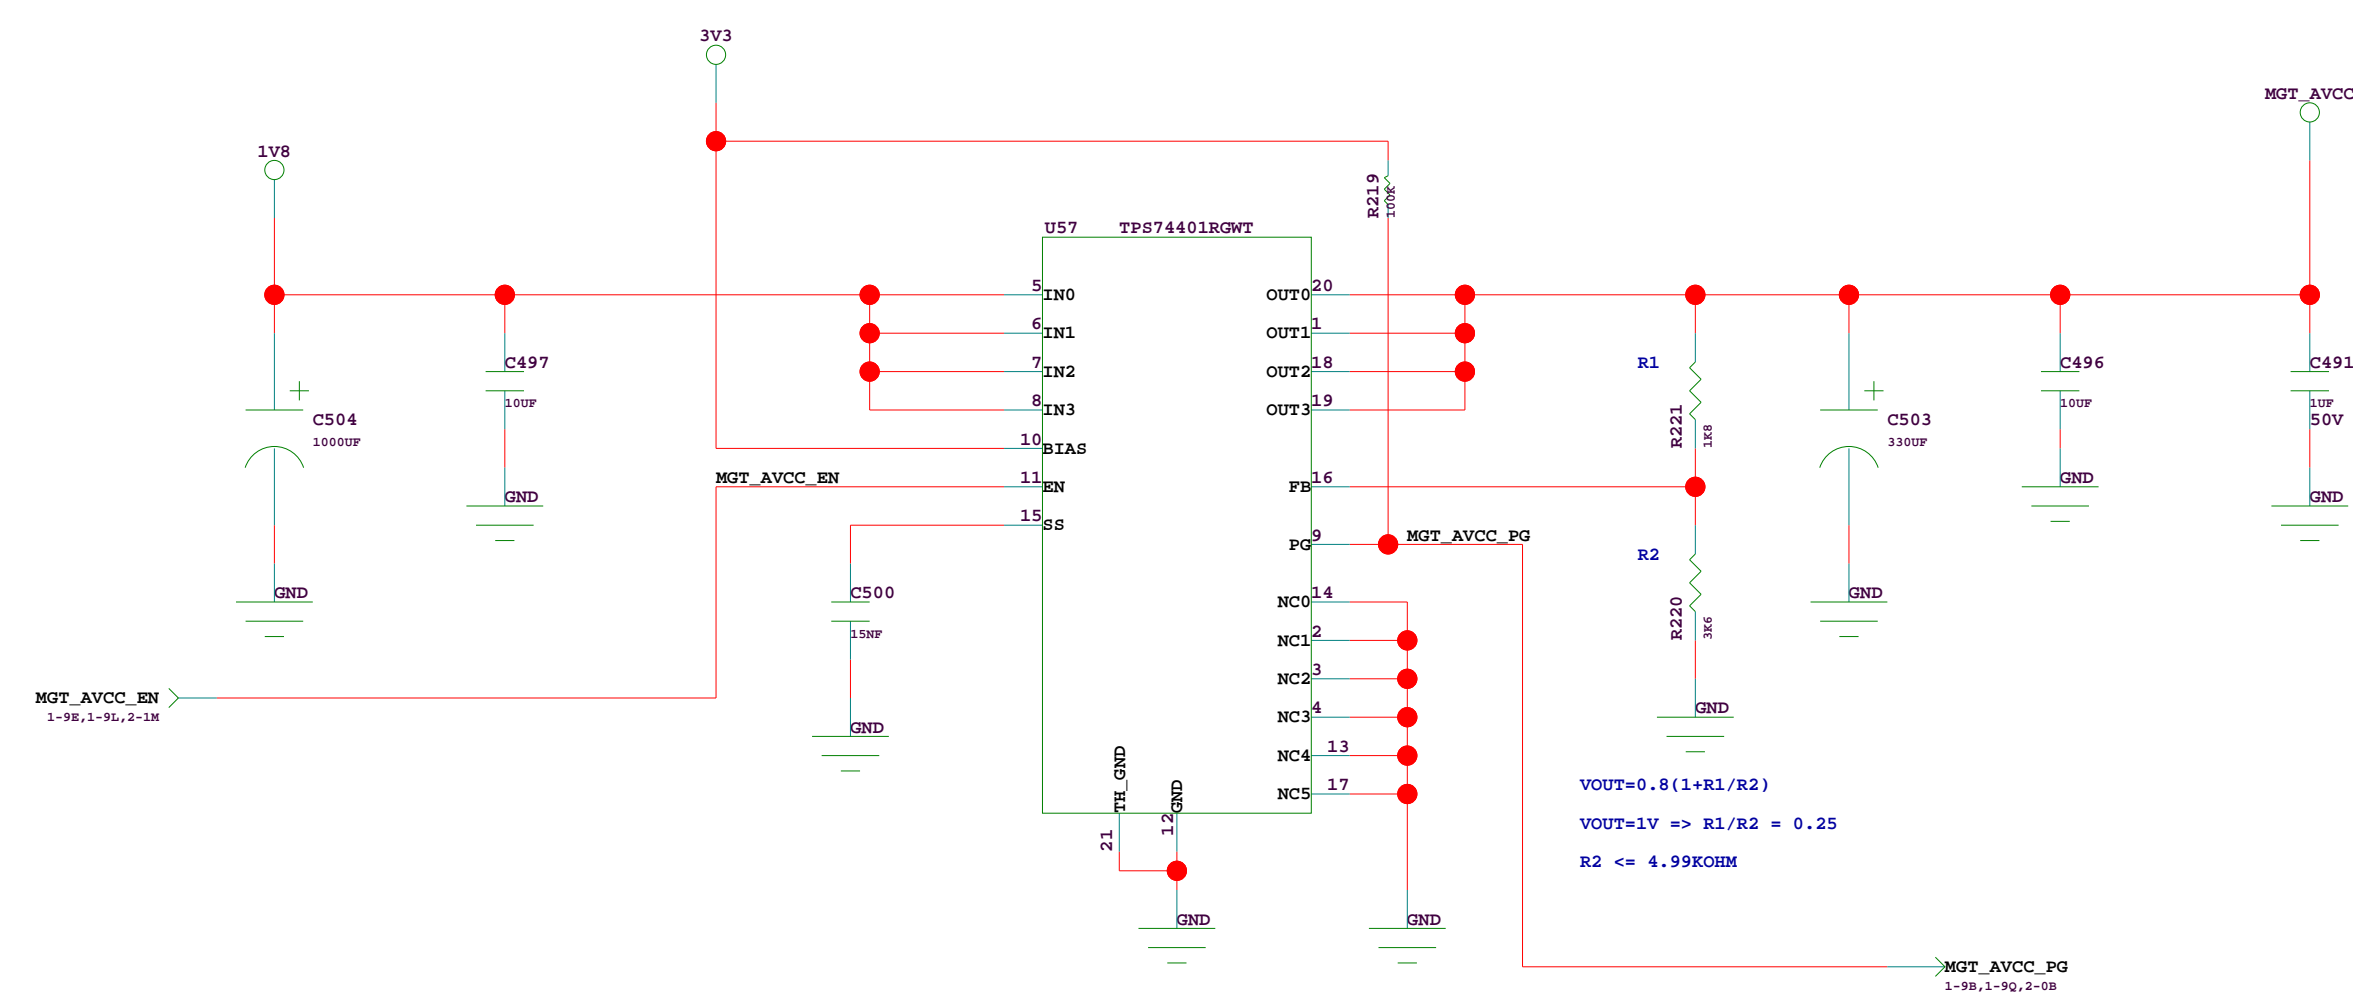 3V3
MGT_AVCC
1V8
R219
100K
U57 TPS74401RGWT
5 IN0
6 IN1
7 IN2
8 IN3
10 BIAS
11 EN
15 SS
OUT0 20
OUT1 1
OUT2 18
OUT3 19
FB 16
PG 9
NC0 14
NC1 2
NC2 3
NC3 4
NC4 13
NC5 17
TH_GND
21
GND
12
C504
1000UF
GND
C497
10UF
GND
MGT_AVCC_EN
C500
15NF
GND
MGT_AVCC_EN
1-9E,1-9L,2-1M
MGT_AVCC_PG
R1
R221
1K8
R2
R220
3K6
GND
C503
330UF
GND
C496
10UF
GND
C491
1UF
50V
GND
VOUT=0.8(1+R1/R2)
VOUT=1V => R1/R2 = 0.25
R2 <= 4.99KOHM
GND
GND
MGT_AVCC_PG
1-9B,1-9Q,2-0B